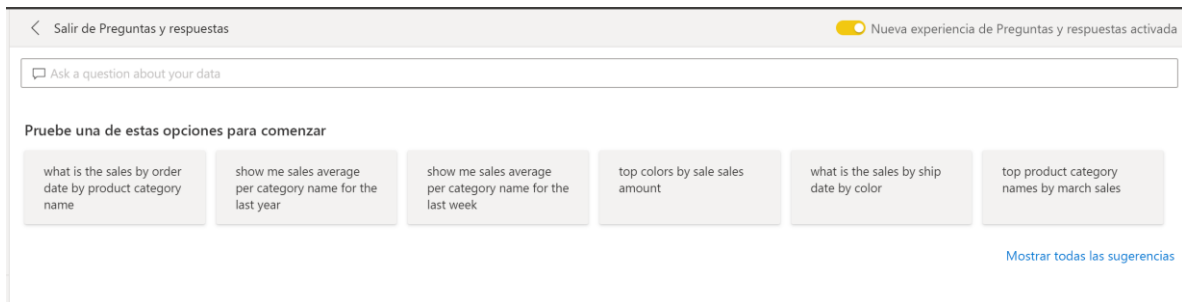 Salir de Preguntas y respuestas
Nueva experiencia de Preguntas y respuestas activada
Ask a question about your data
Pruebe una de estas opciones para comenzar
what is the sales by order
date by product category
name
show me sales average
per category name for the
last year
show me sales average
per category name for the
last week
top colors by sale sales
amount
what is the sales by ship
date by color
top product category
names by march sales
Mostrar todas las sugerencias